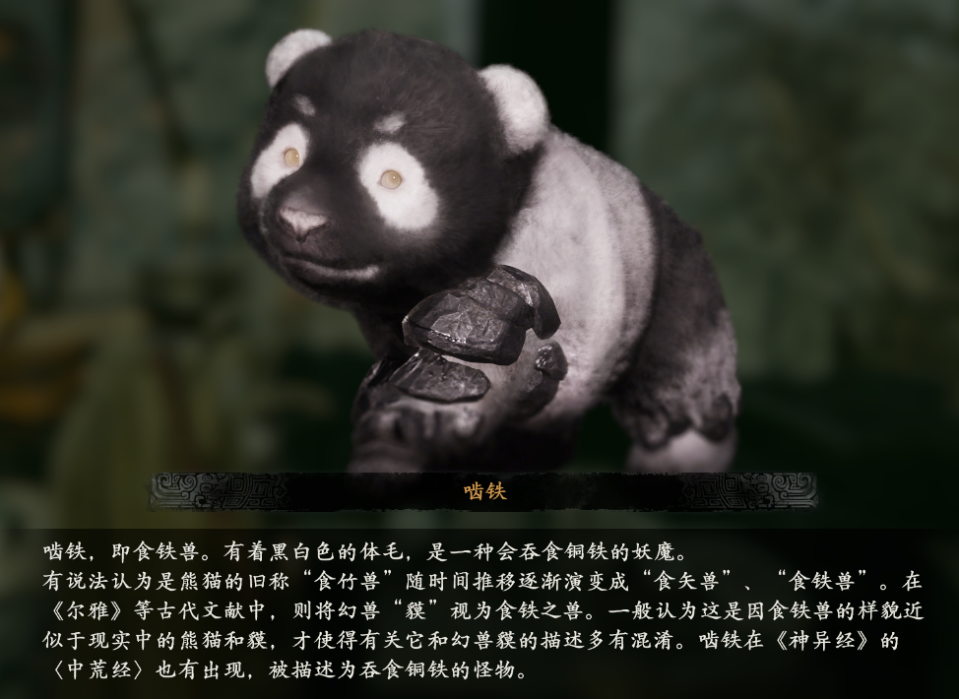 啮铁
啮铁，即食铁兽。有着黑白色的体毛，是一种会吞食铜铁的妖魔。
有说法认为是熊猫的旧称“食竹兽”随时间推移逐渐演变成“食矢兽”、“食铁兽”。在
《尔雅》等古代文献中，则将幻兽“貘”视为食铁之兽。一般认为这是因食铁兽的样貌近
似于现实中的熊猫和貘，才使得有关它和幻兽貘的描述多有混淆。啮铁在《神异经》的
〈中荒经〉也有出现，被描述为吞食铜铁的怪物。